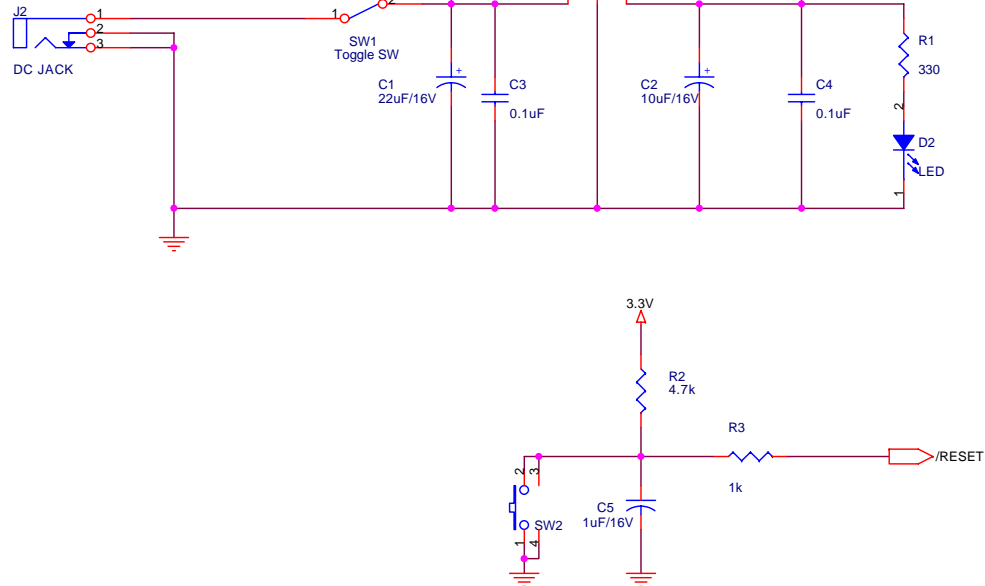 J2
1
2
3
DC JACK
1
2
SW1
Toggle SW
C1
22uF/16V
+
C3
0.1uF
C2
10uF/16V
+
C4
0.1uF
R1
330
2
D2
LED
1
3.3V
R2
4.7k
R3
1k
/RESET
2
3
SW2
1
4
C5
1uF/16V